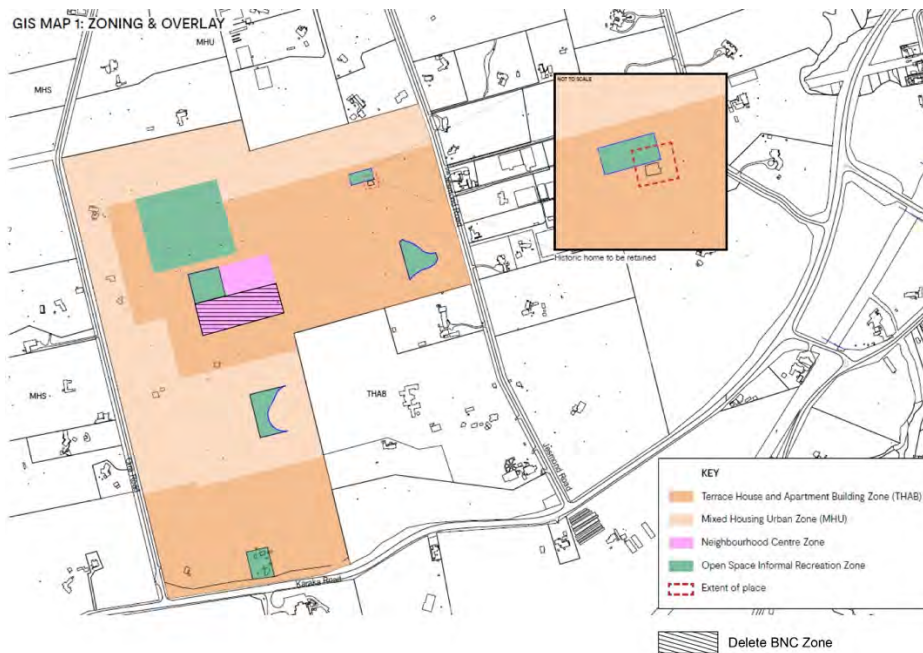 GIS MAP 1: ZONING & OVERLAY
MHU
MHS
NOT TO SCALE
Historic home to be retained
MHS
THAB
Jesmond Road
Karaka Road
KEY
Terrace House and Apartment Building Zone (THAB)
Mixed Housing Urban Zone (MHU)
Neighbourhood Centre Zone
Open Space Informal Recreation Zone
Extent of place
Delete BNC Zone